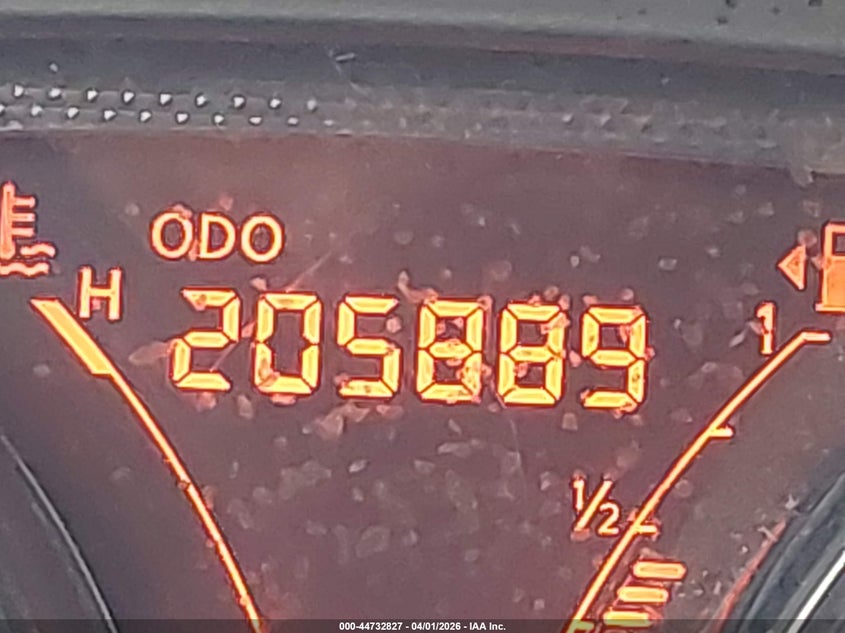 ODO
H
205889
1
1/2
000-44732827 - 04/01/2026 - IAA Inc.